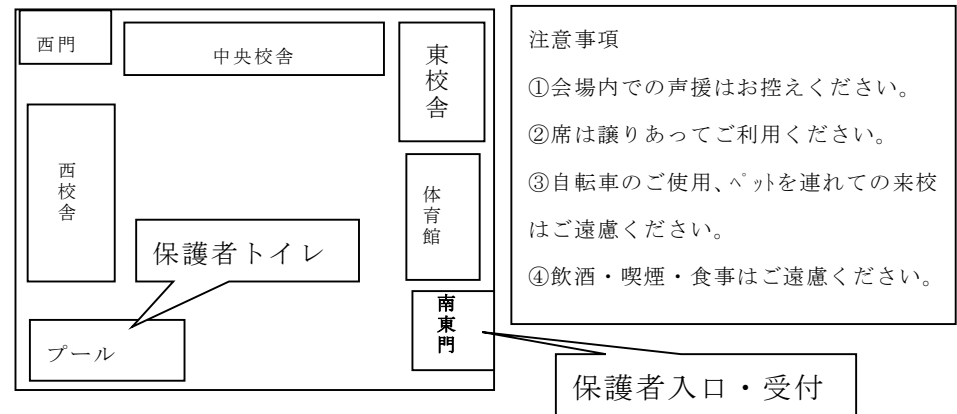 西門
中央校舎
東校舎
西校舎
体育館
保護者トイレ
南東門
プール
保護者入口・受付
注意事項
①会場内での声援はお控えください。
②席は譲りあってご利用ください。
③自転車のご使用、ﾍﾟｯﾄを連れての来校
はご遠慮ください。
④飲酒・喫煙・食事はご遠慮ください。